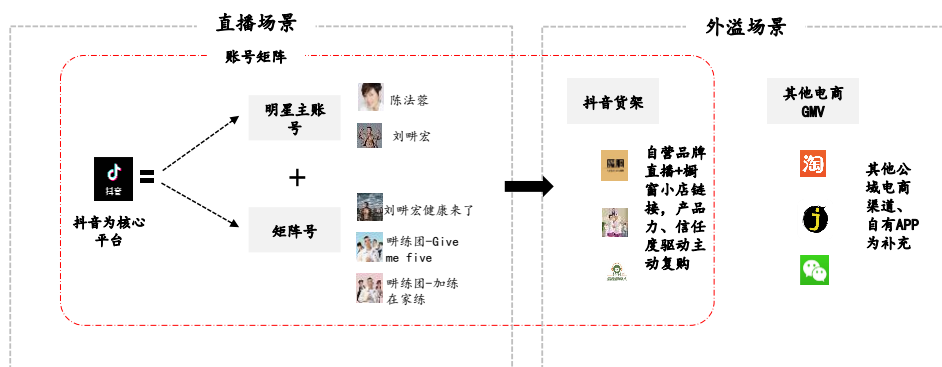 直播场景
外溢场景
账号矩阵
明星主账
号
陈法蓉
刘畊宏
抖音
抖音为核心
平台
=
+
矩阵号
刘畊宏健康来了
畊练团-Give
me five
畊练团-加练
在家练
抖音货架
自营品牌
直播+橱
窗小店链
接，产品
力、信任
度驱动主
动复购
其他电商
GMV
淘
j
其他公
域电商
渠道、
自有APP
为补充